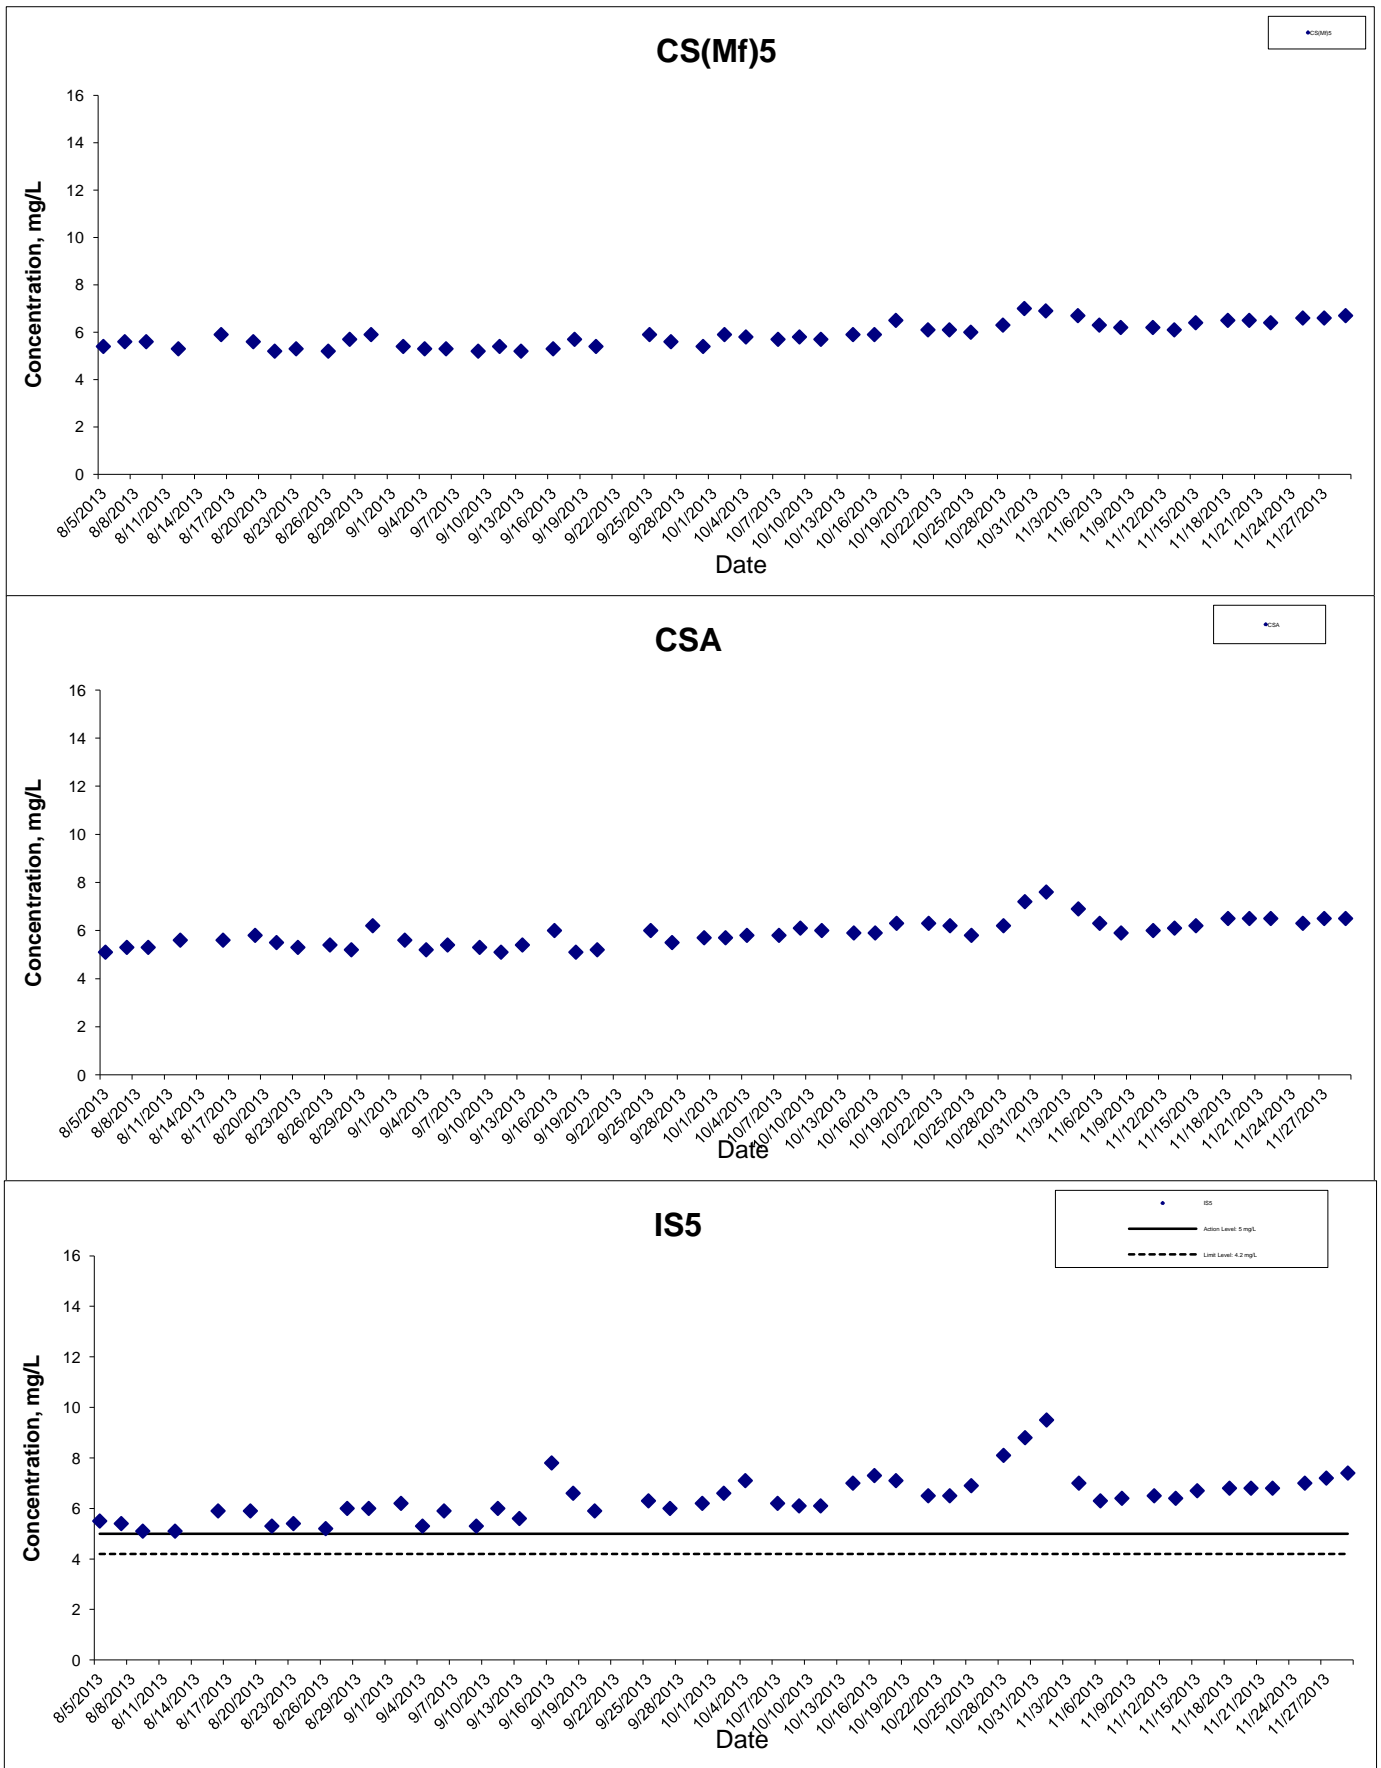 CS(Mf)5
CS(Mf)5
16
14
12
10
8
6
4
2
0
Concentration, mg/L
8/5/2013 8/8/2013 8/11/2013 8/14/2013 8/17/2013 8/20/2013 8/23/2013 8/26/2013 8/29/2013 9/1/2013 9/4/2013 9/7/2013 9/10/2013 9/13/2013 9/16/2013 9/19/2013 9/22/2013 9/25/2013 9/28/2013 10/1/2013 10/4/2013 10/7/2013 10/10/2013 10/13/2013 10/16/2013 10/19/2013 10/22/2013 10/25/2013 10/28/2013 10/31/2013 11/3/2013 11/6/2013 11/9/2013 11/12/2013 11/15/2013 11/18/2013 11/21/2013 11/24/2013 11/27/2013
Date
CSA
CSA
16
14
12
10
8
6
4
2
0
Concentration, mg/L
8/5/2013 8/8/2013 8/11/2013 8/14/2013 8/17/2013 8/20/2013 8/23/2013 8/26/2013 8/29/2013 9/1/2013 9/4/2013 9/7/2013 9/10/2013 9/13/2013 9/16/2013 9/19/2013 9/22/2013 9/25/2013 9/28/2013 10/1/2013 10/4/2013 10/7/2013 10/10/2013 10/13/2013 10/16/2013 10/19/2013 10/22/2013 10/25/2013 10/28/2013 10/31/2013 11/3/2013 11/6/2013 11/9/2013 11/12/2013 11/15/2013 11/18/2013 11/21/2013 11/24/2013 11/27/2013
Date
IS5
IS5
Action Level: 5 mg/L
Limit Level: 4.2 mg/L
16
14
12
10
8
6
4
2
0
Concentration, mg/L
8/5/2013 8/8/2013 8/11/2013 8/14/2013 8/17/2013 8/20/2013 8/23/2013 8/26/2013 8/29/2013 9/1/2013 9/4/2013 9/7/2013 9/10/2013 9/13/2013 9/16/2013 9/19/2013 9/22/2013 9/25/2013 9/28/2013 10/1/2013 10/4/2013 10/7/2013 10/10/2013 10/13/2013 10/16/2013 10/19/2013 10/22/2013 10/25/2013 10/28/2013 10/31/2013 11/3/2013 11/6/2013 11/9/2013 11/12/2013 11/15/2013 11/18/2013 11/21/2013 11/24/2013 11/27/2013
Date